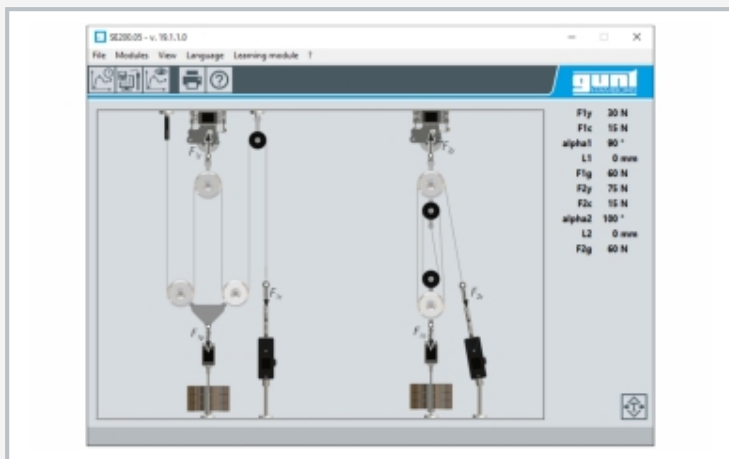 SE200.05 - v. 19.1.1.0
File Modules View Language Learning module ?
gunt
F1y 30 N
F1c 15 N
alpha1 90 °
L1 0 mm
F1g 60 N
F2y 75 N
F2c 15 N
alpha2 100 °
L2 0 mm
F2g 60 N